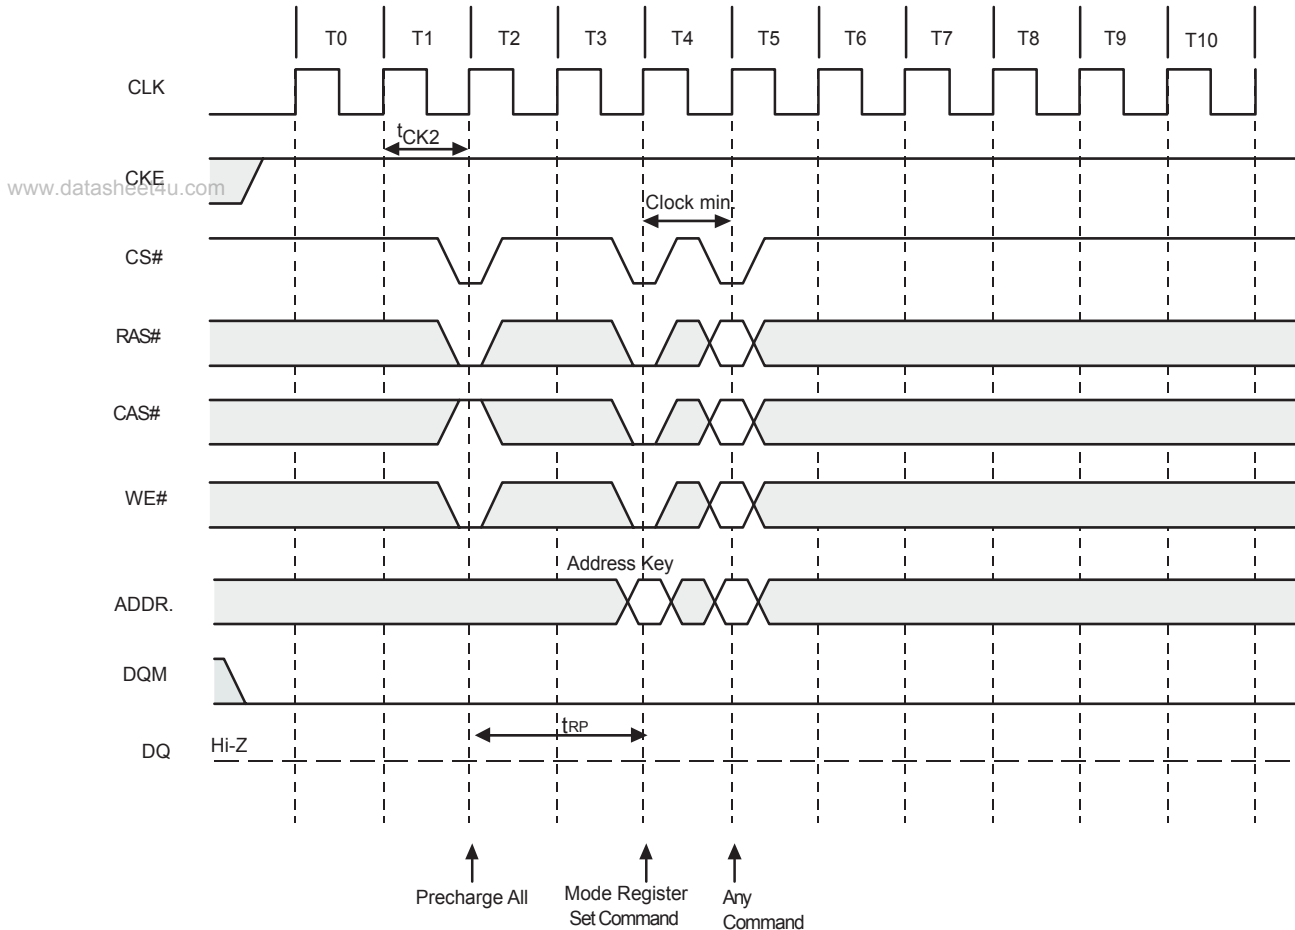 T0 T1 T2 T3 T4 T5 T6 T7 T8 T9 T10
CLK
tCK2
CKE
www.datasheet4u.com
Clock min.
CS#
RAS#
CAS#
WE#
Address Key
ADDR.
DQM
tRP
DQ
Hi-Z
Precharge All
Mode Register
Set Command
Any
Command